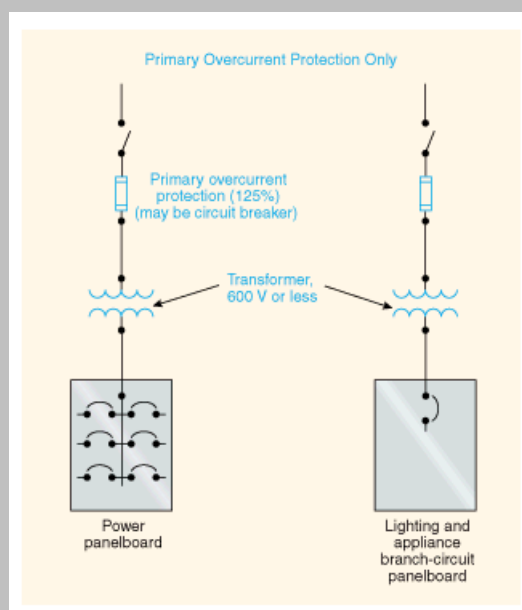 Primary Overcurrent Protection Only
Primary overcurrent
protection (125%)
(may be circuit breaker)
Transformer,
600 V or less
Power
panelboard
Lighting and
appliance
branch-circuit
panelboard